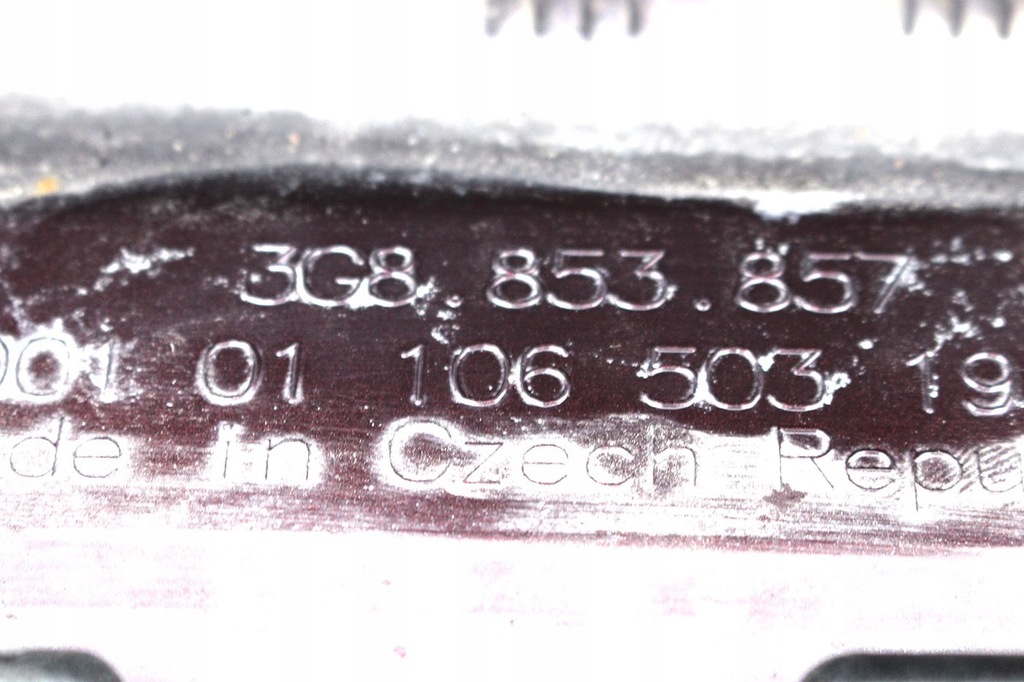 3G8.853.857
001 01 106 503 19
de in Czech Repu